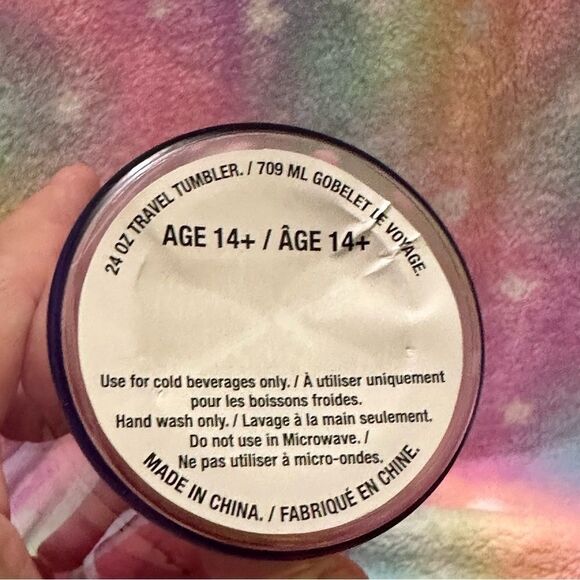 24 OZ TRAVEL TUMBLER. / 709 ML GOBELET LE VOYAGE.
AGE 14+ / ÂGE 14+
Use for cold beverages only. / À utiliser uniquement
pour les boissons froides.
Hand wash only. / Lavage à la main seulement.
Do not use in Microwave. /
Ne pas utiliser à micro-ondes.
MADE IN CHINA. / FABRIQUÉ EN CHINE.